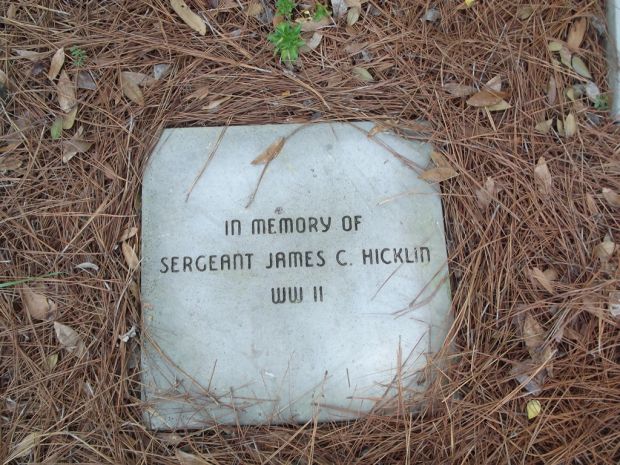 IN MEMORY OF
SERGEANT JAMES C. HICKLIN
WW II